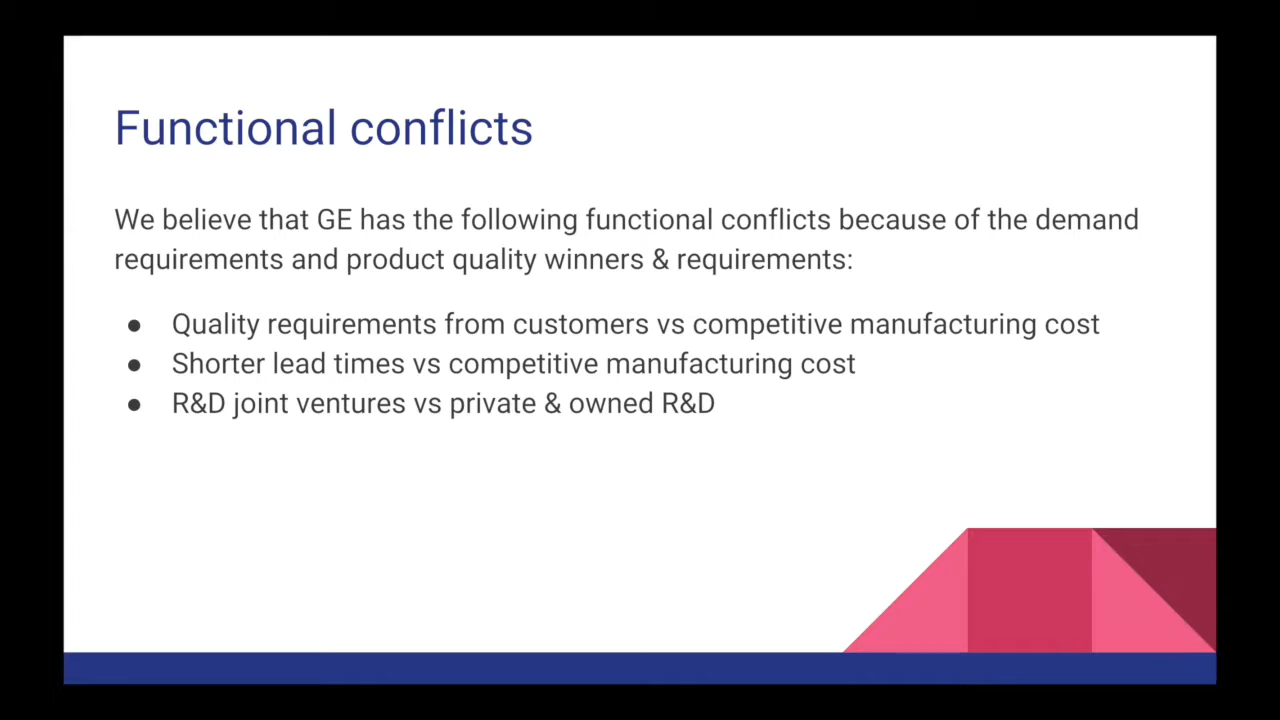 Functional conflicts
We believe that GE has the following functional conflicts because of the demand
requirements and product quality winners & requirements:
● Quality requirements from customers vs competitive manufacturing cost
● Shorter lead times vs competitive manufacturing cost
● R&D joint ventures vs private & owned R&D